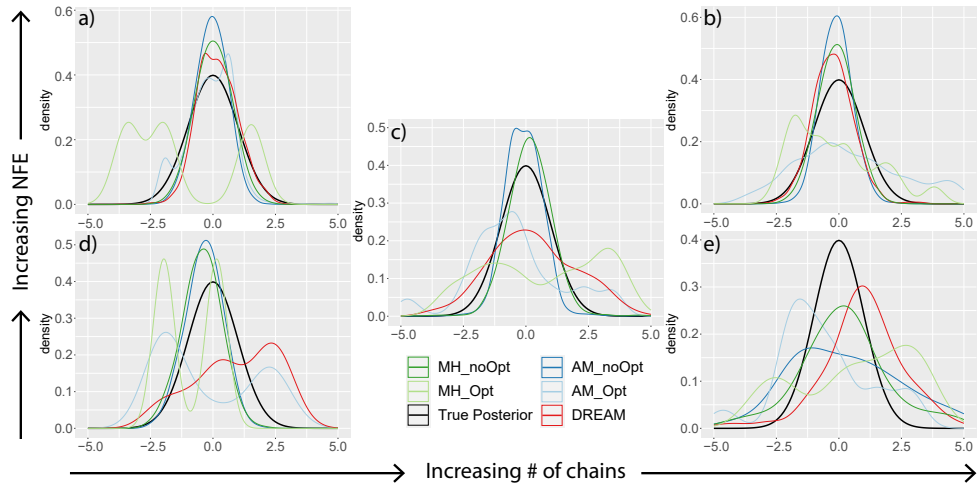 a)
0.6
0.4
0.2
0.0
density
−5.0 −2.5 0.0 2.5 5.0
b)
0.6
0.4
0.2
0.0
density
−5.0 −2.5 0.0 2.5 5.0
c)
0.5
0.4
0.3
0.2
0.1
0.0
density
−5.0 −2.5 0.0 2.5 5.0
d)
0.5
0.4
0.3
0.2
0.1
0.0
density
−5.0 −2.5 0.0 2.5 5.0
e)
0.4
0.3
0.2
0.1
0.0
density
−5.0 −2.5 0.0 2.5 5.0
MH_noOpt AM_noOpt
MH_Opt AM_Opt
True Posterior DREAM
Increasing NFE
Increasing # of chains